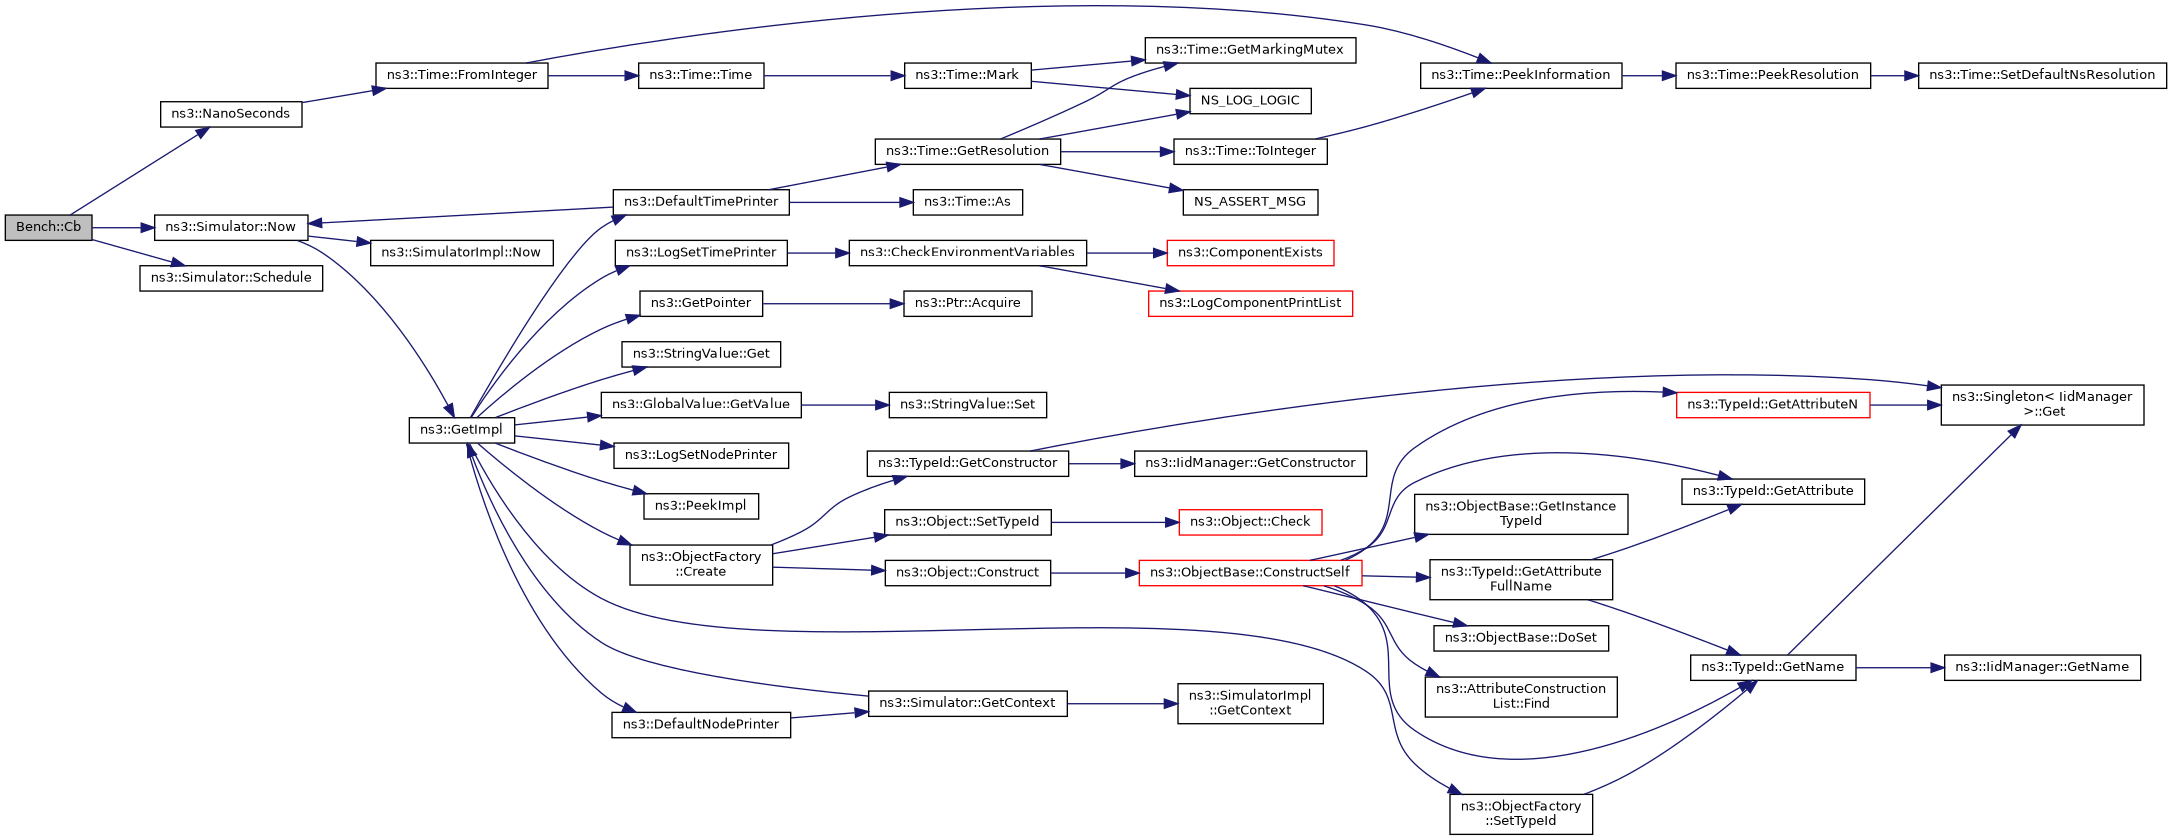 Bench::Cb
ns3::NanoSeconds
ns3::Simulator::Now
ns3::Simulator::Schedule
ns3::Time::FromInteger
ns3::SimulatorImpl::Now
ns3::GetImpl
ns3::Time::Time
ns3::DefaultTimePrinter
ns3::LogSetTimePrinter
ns3::GetPointer
ns3::StringValue::Get
ns3::GlobalValue::GetValue
ns3::LogSetNodePrinter
ns3::PeekImpl
ns3::ObjectFactory
::Create
ns3::DefaultNodePrinter
ns3::Time::Mark
ns3::Time::GetResolution
ns3::Time::As
ns3::CheckEnvironmentVariables
ns3::Ptr::Acquire
ns3::StringValue::Set
ns3::TypeId::GetConstructor
ns3::Object::SetTypeId
ns3::Object::Construct
ns3::Simulator::GetContext
ns3::Time::GetMarkingMutex
NS_LOG_LOGIC
ns3::Time::ToInteger
NS_ASSERT_MSG
ns3::ComponentExists
ns3::LogComponentPrintList
ns3::IidManager::GetConstructor
ns3::Object::Check
ns3::ObjectBase::ConstructSelf
ns3::SimulatorImpl
::GetContext
ns3::Time::PeekInformation
ns3::ObjectBase::GetInstance
TypeId
ns3::TypeId::GetAttribute
FullName
ns3::ObjectBase::DoSet
ns3::AttributeConstruction
List::Find
ns3::ObjectFactory
::SetTypeId
ns3::Time::PeekResolution
ns3::TypeId::GetAttributeN
ns3::TypeId::GetAttribute
ns3::TypeId::GetName
ns3::Time::SetDefaultNsResolution
ns3::Singleton< IidManager
>::Get
ns3::IidManager::GetName